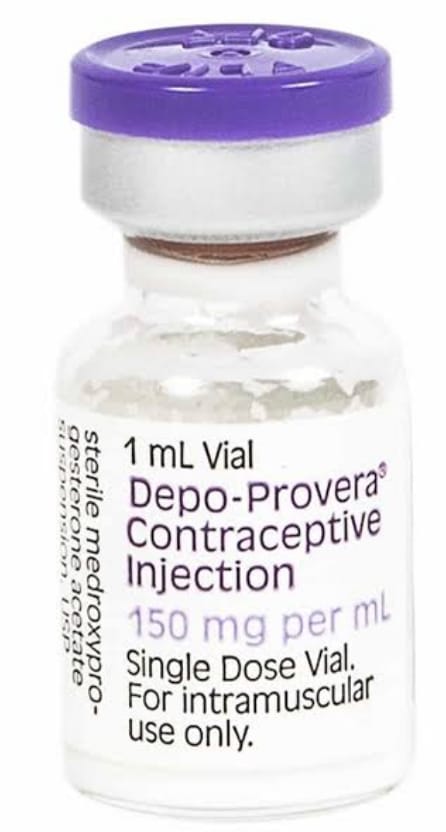 1 mL Vial
Depo-Provera®
Contraceptive
Injection
150 mg per mL
Single Dose Vial.
For intramuscular
use only.
sterile medroxypro-
gesterone acetate
suspension, USP